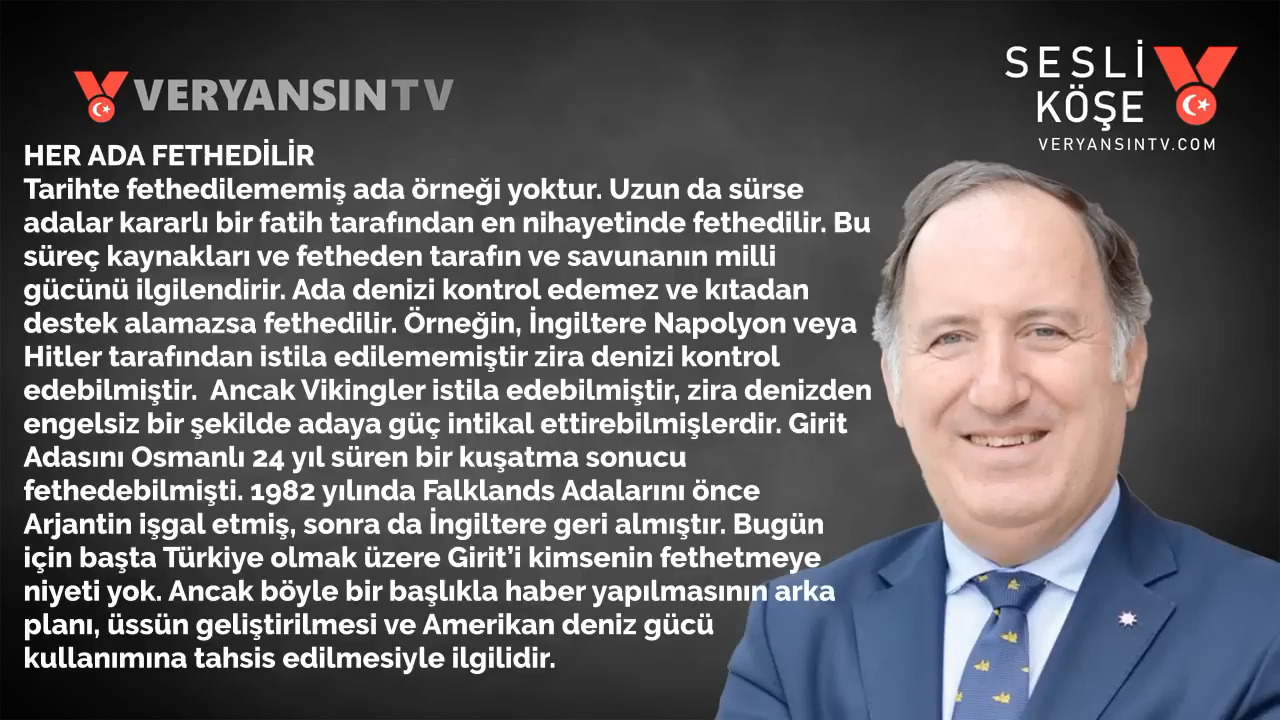 VERYANSINTV
SESLİ
KÖŞE
VERYANSINTV.COM
HER ADA FETHEDİLİR
Tarihte fethedilememiş ada örneği yoktur. Uzun da sürse
adalar kararlı bir fatih tarafından en nihayetinde fethedilir. Bu
süreç kaynakları ve fetheden tarafın ve savunanın milli
gücünü ilgilendirir. Ada denizi kontrol edemez ve kıtadan
destek alamazsa fethedilir. Örneğin, İngiltere Napolyon veya
Hitler tarafından istila edilememiştir zira denizi kontrol
edebilmiştir.  Ancak Vikingler istila edebilmiştir, zira denizden
engelsiz bir şekilde adaya güç intikal ettirebilmişlerdir. Girit
Adasını Osmanlı 24 yıl süren bir kuşatma sonucu
fethedebilmişti. 1982 yılında Falklands Adalarını önce
Arjantin işgal etmiş, sonra da İngiltere geri almıştır. Bugün
için başta Türkiye olmak üzere Girit’i kimsenin fethetmeye
niyeti yok. Ancak böyle bir başlıkla haber yapılmasının arka
planı, üssün geliştirilmesi ve Amerikan deniz gücü
kullanımına tahsis edilmesiyle ilgilidir.